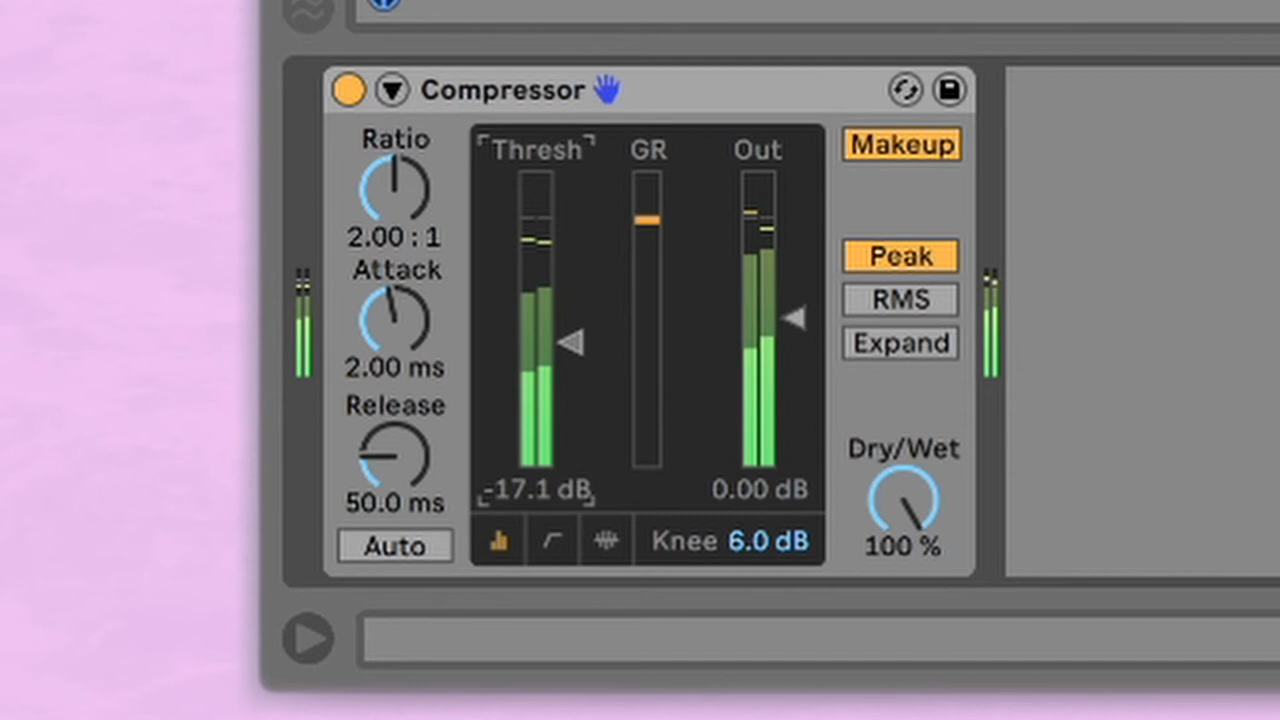 Compressor
Ratio
2.00 : 1
Attack
2.00 ms
Release
50.0 ms
Auto
Thresh GR Out
-17.1 dB 0.00 dB
Knee 6.0 dB
Makeup
Peak
RMS
Expand
Dry/Wet
100 %